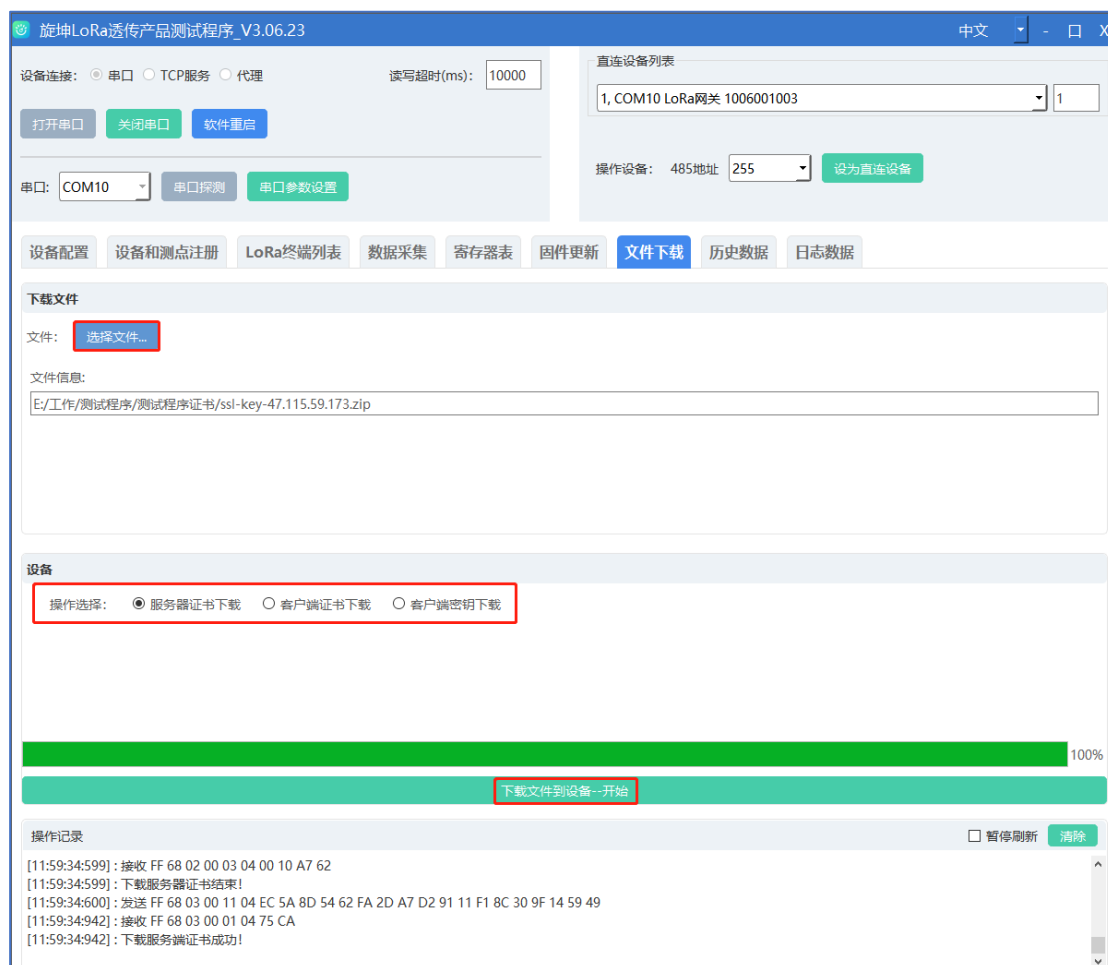 旋坤LoRa透传产品测试程序_V3.06.23 中文 - 口 X
设备连接: 串口 TCP服务 代理 读写超时(ms): 10000
直连设备列表
1, COM10 LoRa网关 1006001003 1
打开串口 关闭串口 软件重启
操作设备: 485地址 255 设为直连设备
串口: COM10 串口探测 串口参数设置
设备配置 设备和测点注册 LoRa终端列表 数据采集 寄存器表 固件更新 文件下载 历史数据 日志数据
下载文件
文件: 选择文件...
文件信息:
E:/工作/测试程序/测试程序证书/ssl-key-47.115.59.173.zip
设备
操作选择: 服务器证书下载 客户端证书下载 客户端密钥下载
100%
下载文件到设备--开始
操作记录 暂停刷新 清除
[11:59:34:599] : 接收 FF 68 02 00 03 04 00 10 A7 62
[11:59:34:599] : 下载服务器证书结束!
[11:59:34:600] : 发送 FF 68 03 00 11 04 EC 5A 8D 54 62 FA 2D A7 D2 91 11 F1 8C 30 9F 14 59 49
[11:59:34:942] : 接收 FF 68 03 00 01 04 75 CA
[11:59:34:942] : 下载服务端证书成功!